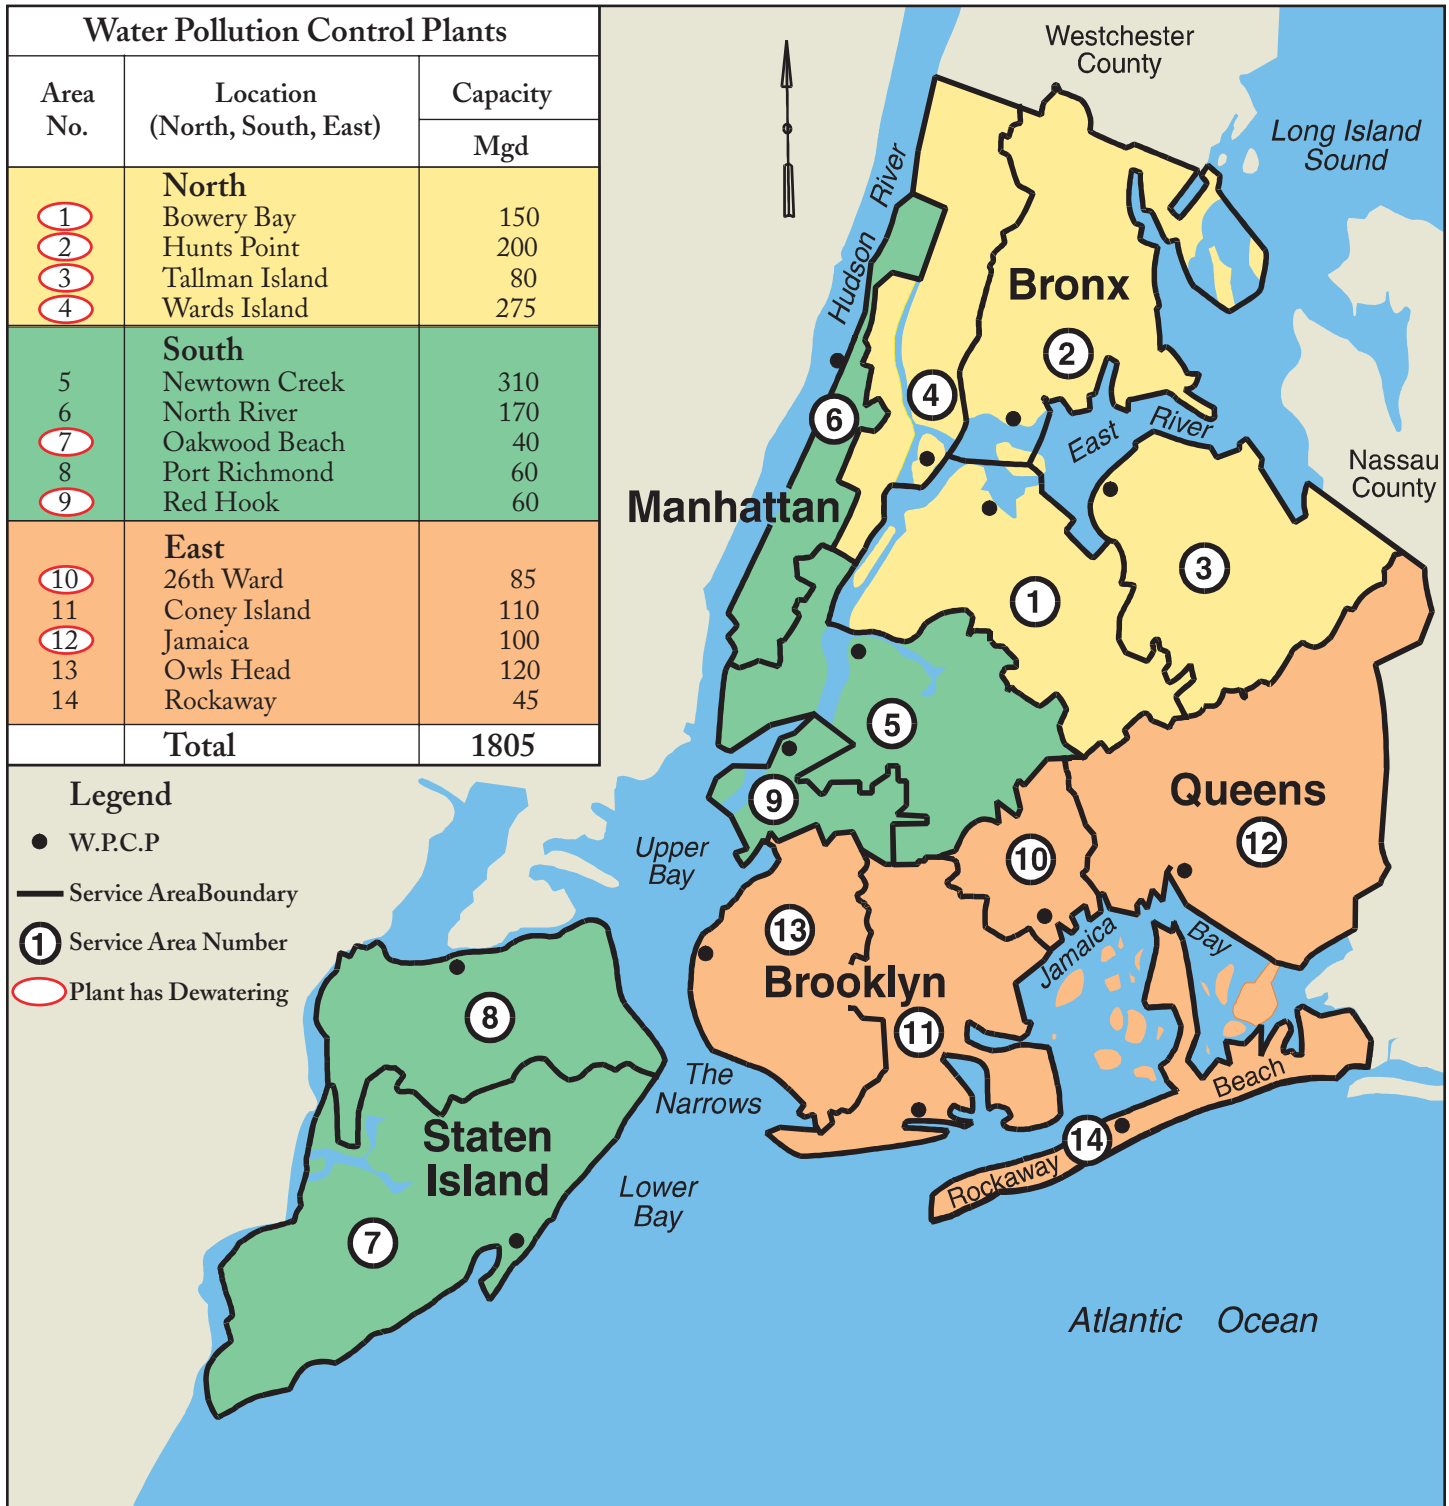 Water Pollution Control Plants
Area No.
Location (North, South, East)
Capacity
Mgd
North
1 Bowery Bay 150
2 Hunts Point 200
3 Tallman Island 80
4 Wards Island 275
South
5 Newtown Creek 310
6 North River 170
7 Oakwood Beach 40
8 Port Richmond 60
9 Red Hook 60
East
10 26th Ward 85
11 Coney Island 110
12 Jamaica 100
13 Owls Head 120
14 Rockaway 45
Total 1805
Legend
W.P.C.P
Service AreaBoundary
1 Service Area Number
Plant has Dewatering
Westchester
County
Long Island
Sound
Hudson River
Bronx
2
4
6
East River
Nassau
County
Manhattan
3
1
5
Queens
9
12
10
Upper
Bay
13
Jamaica Bay
Brooklyn
11
8
The
Narrows
Beach
Staten
Island
14
Rockaway
Lower
Bay
7
Atlantic Ocean